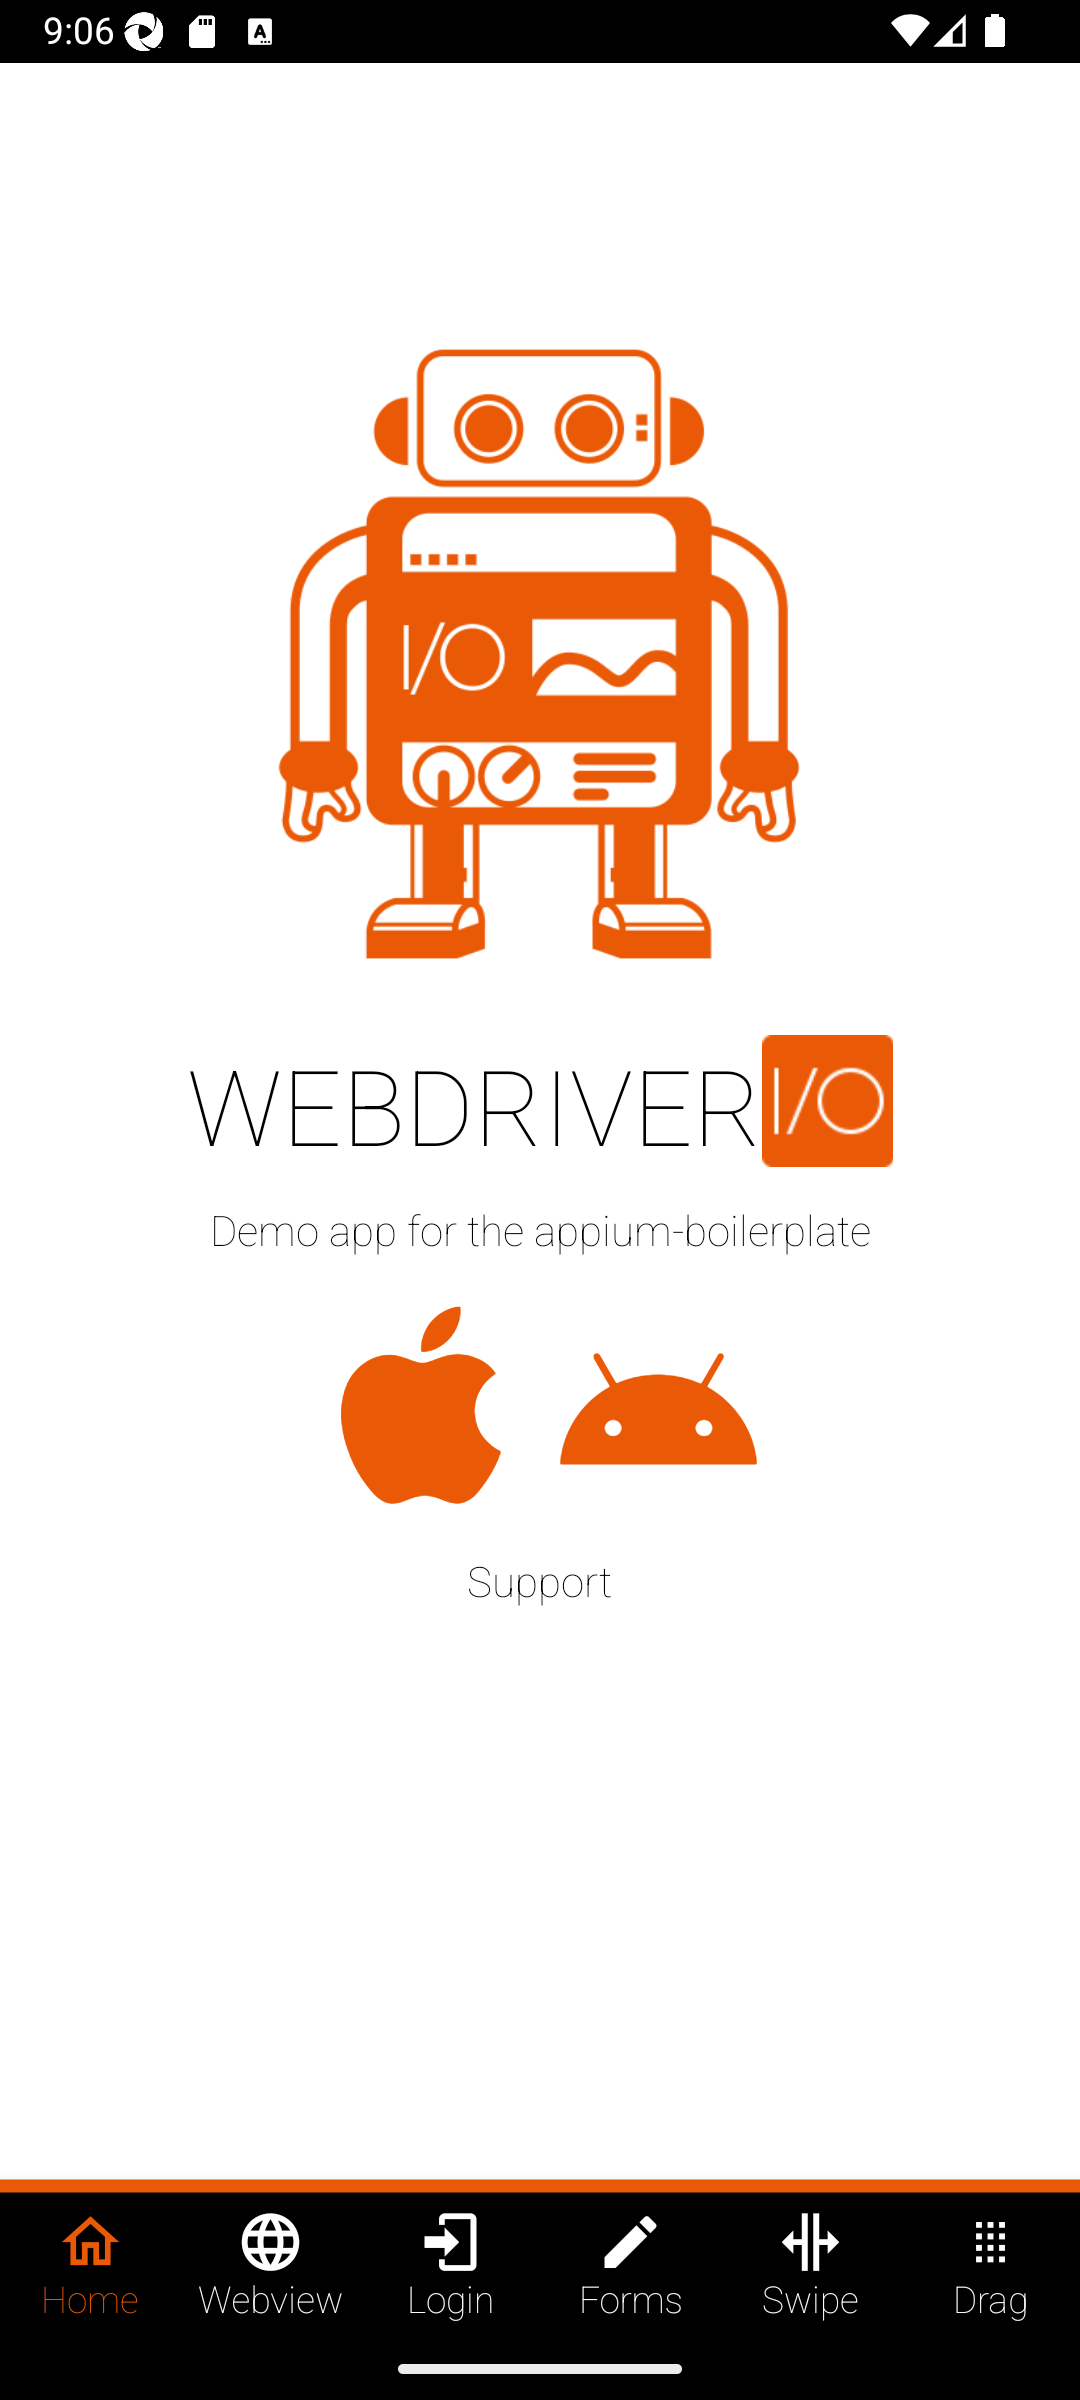 9:06
I/O
WEBDRIVER I/O
Demo app for the appium-boilerplate
Support
Home Webview Login Forms Swipe Drag